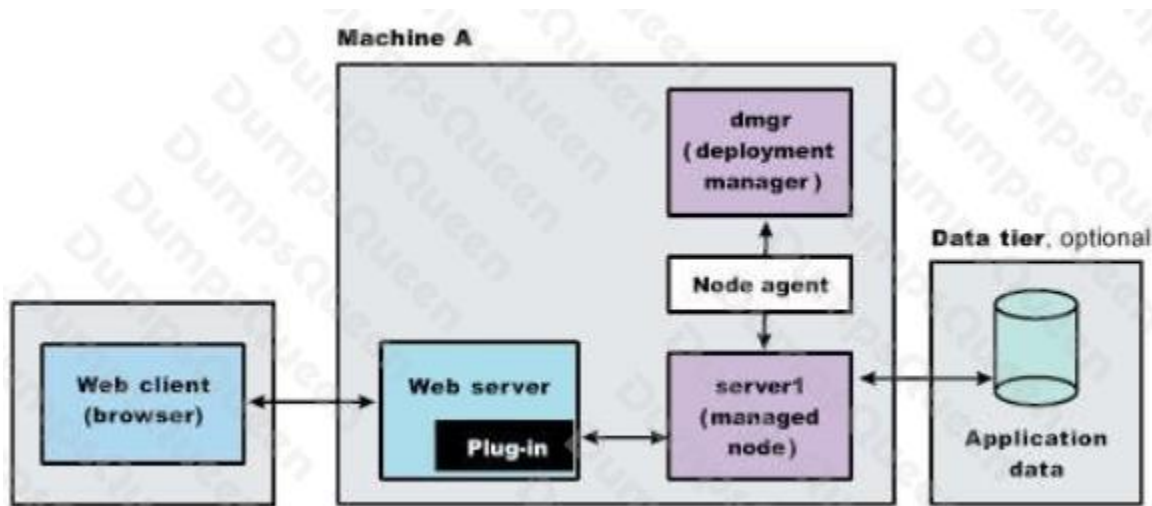 Machine A
dmgr
(deployment
manager)
Data tier, optional
Node agent
Web client
(browser)
Web server
Plug-in
server1
(managed
node)
Application
data
DumpsQueen